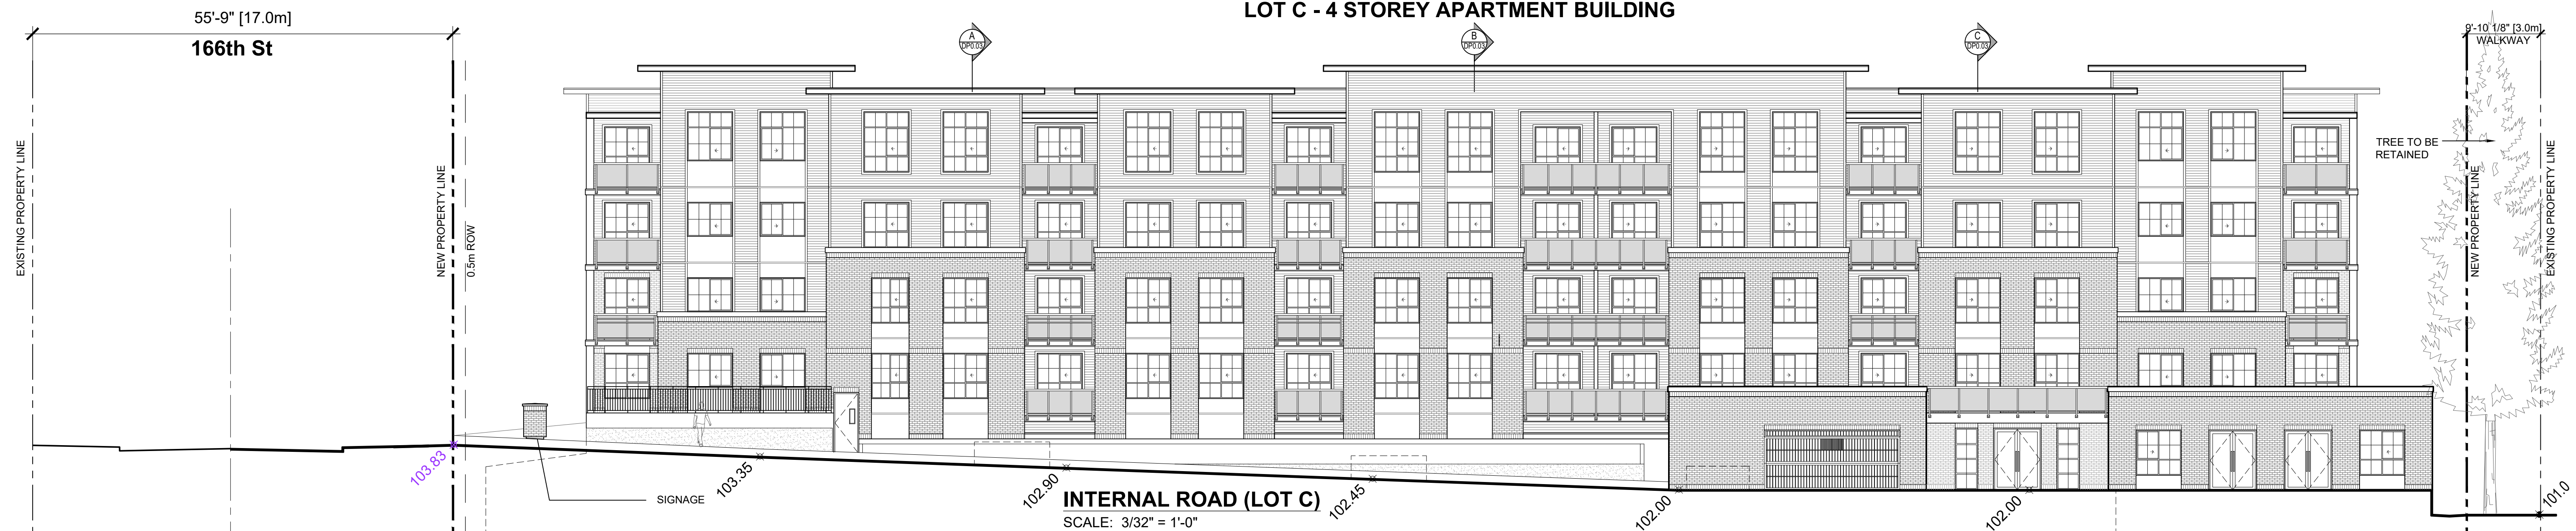 LOT C - 4 STOREY APARTMENT BUILDING
55'-9" [17.0m]
166th St
A
DP0.03
B
DP0.03
C
DP0.03
9'-10 1/8" [3.0m]
WALKWAY
EXISTING PROPERTY LINE
NEW PROPERTY LINE
0.5m ROW
TREE TO BE
RETAINED
NEW PROPERTY LINE
EXISTING PROPERTY LINE
103.83
103.35
102.90
102.45
102.00
102.00
101.0
SIGNAGE
INTERNAL ROAD (LOT C)
SCALE: 3/32" = 1'-0"